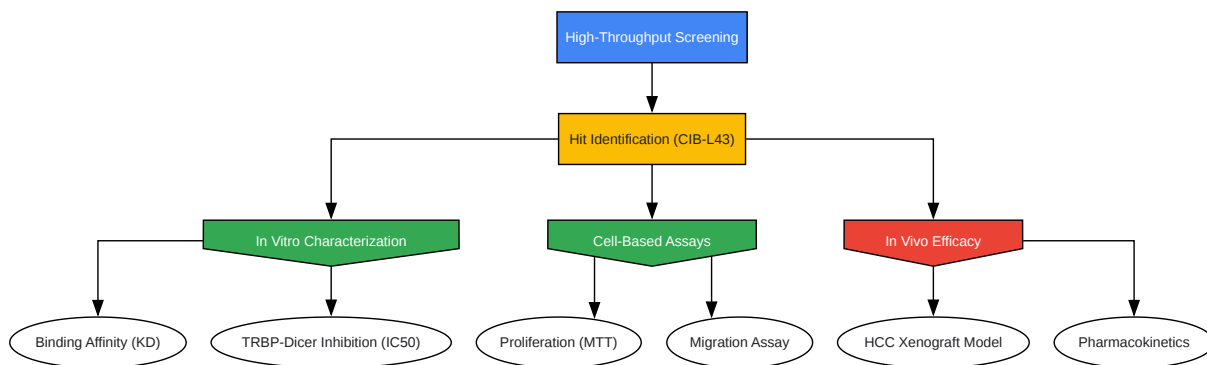 High-Throughput Screening
Hit Identification (CIB-L43)
In Vitro Characterization
Cell-Based Assays
In Vivo Efficacy
Binding Affinity (KD)
TRBP-Dicer Inhibition (IC50)
Proliferation (MTT)
Migration Assay
HCC Xenograft Model
Pharmacokinetics